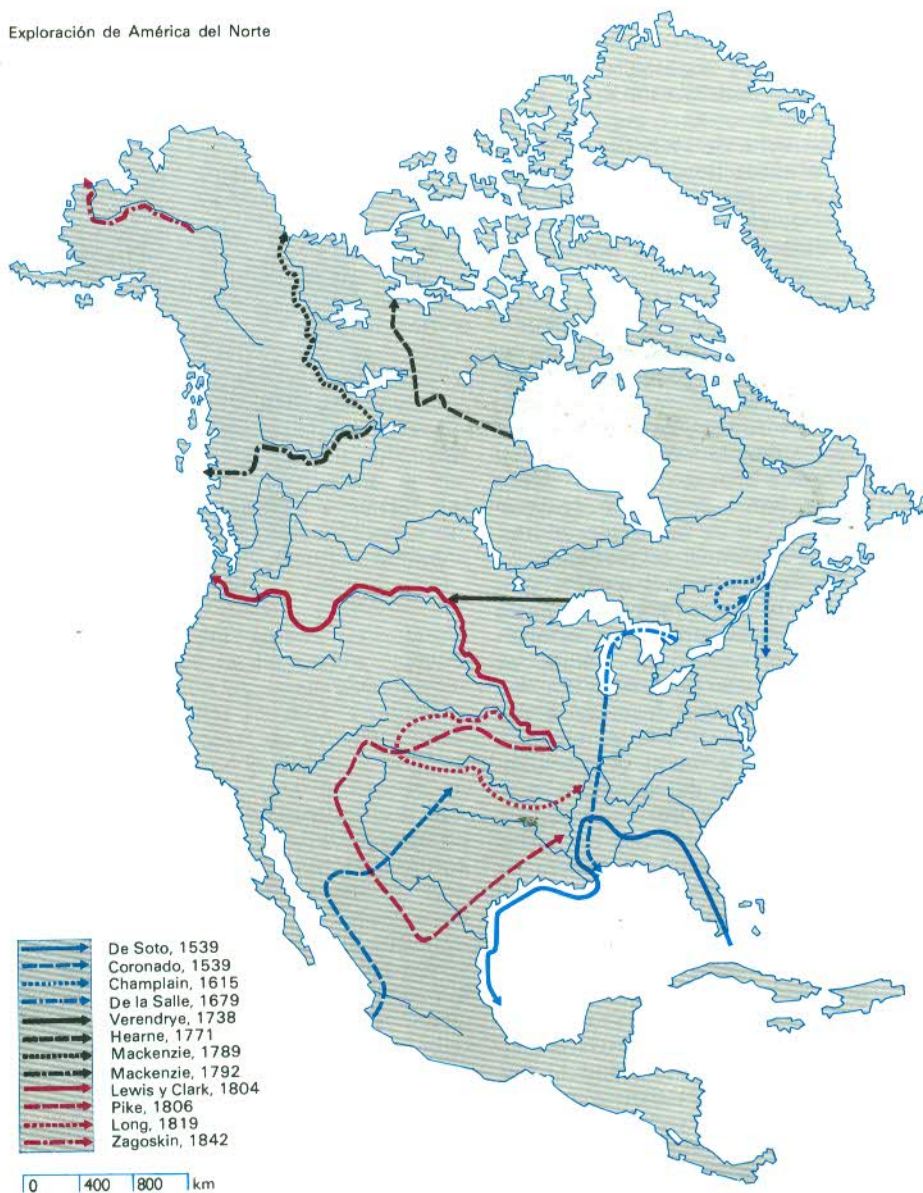 Exploración de América del Norte
De Soto, 1539
Coronado, 1539
Champlain, 1615
De la Salle, 1679
Verendrye, 1738
Hearne, 1771
Mackenzie, 1789
Mackenzie, 1792
Lewis y Clark, 1804
Pike, 1806
Long, 1819
Zagoskin, 1842
0 400 800 km